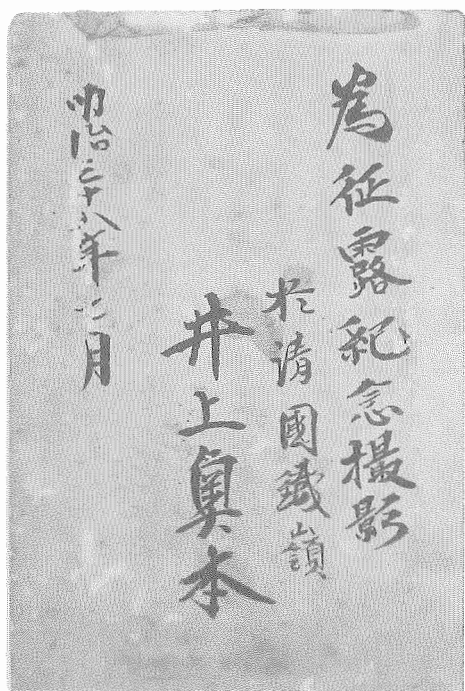 為征露紀念撮影
於清國鐵嶺
井上奥本
明治三十八年 月